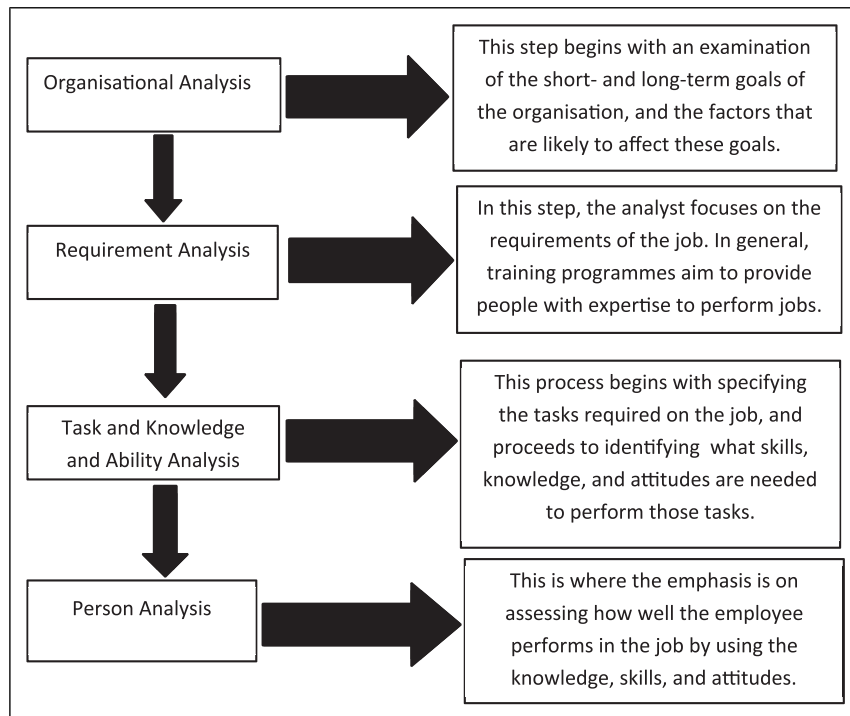 Organisational Analysis
This step begins with an examination
of the short- and long-term goals of
the organisation, and the factors that
are likely to affect these goals.
Requirement Analysis
In this step, the analyst focuses on the
requirements of the job. In general,
training programmes aim to provide
people with expertise to perform jobs.
Task and Knowledge
and Ability Analysis
This process begins with specifying
the tasks required on the job, and
proceeds to identifying what skills,
knowledge, and attitudes are needed
to perform those tasks.
Person Analysis
This is where the emphasis is on
assessing how well the employee
performs in the job by using the
knowledge, skills, and attitudes.